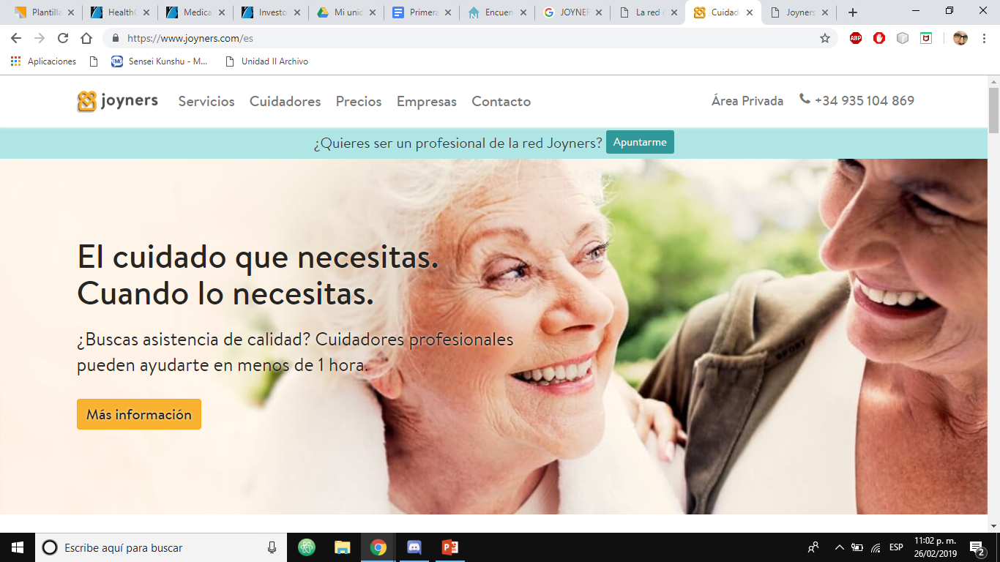 Plantilla
HealthC
Medica
Investo
Mi unic
Primera
Encuen
JOYNER
La red c
Cuidad
Joyners
https://www.joyners.com/es
ABP
Aplicaciones
TMO
Sensei Kunshu - M...
Unidad II Archivo
joyners
Servicios
Cuidadores
Precios
Empresas
Contacto
Área Privada
+34 935 104 869
¿Quieres ser un profesional de la red Joyners?
Apuntarme
El cuidado que necesitas.
Cuando lo necesitas.
¿Buscas asistencia de calidad? Cuidadores profesionales
pueden ayudarte en menos de 1 hora.
Más información
SPORT
Escribe aquí para buscar
ESP
11:02 p. m.
26/02/2019
2